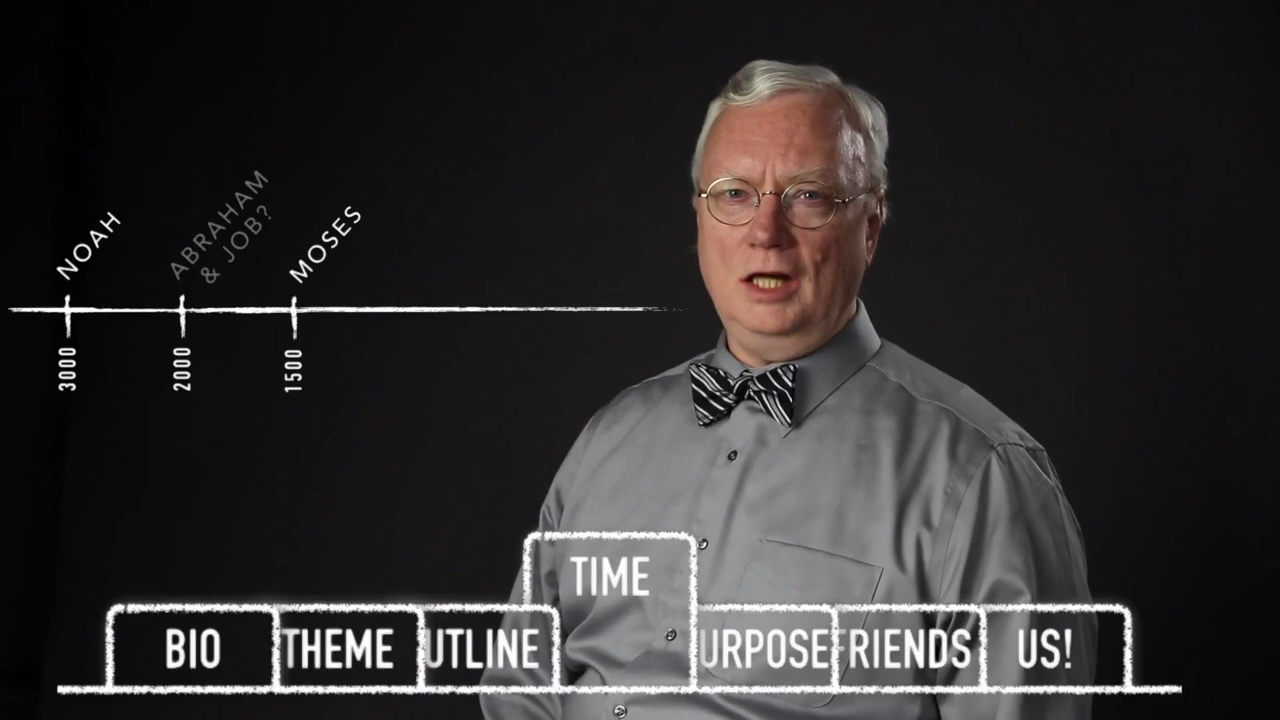 NOAH
ABRAHAM
& JOB?
MOSES
3000
2000
1500
TIME
BIO
THEME
UTLINE
URPOSE
FRIENDS
US!